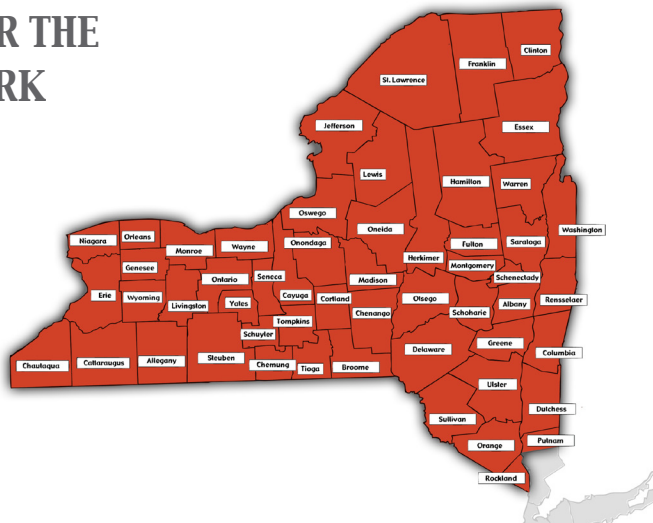 R THE
RK
Clinton
Franklin
St. Lawrence
Jefferson
Essex
Lewis
Hamilton
Warren
Oswego
Oneida
Washington
Niagara
Orleans
Monroe
Wayne
Onondaga
Fulton
Saratoga
Herkimer
Montgomery
Genesee
Ontario
Seneca
Madison
Schenectady
Erie
Wyoming
Livingston
Yates
Cayuga
Cortland
Chenango
Otsego
Schoharie
Albany
Rensselaer
Tompkins
Schuyler
Greene
Delaware
Columbia
Chautaqua
Cattaraugus
Allegany
Steuben
Chemung
Tioga
Broome
Ulster
Sullivan
Dutchess
Orange
Putnam
Rockland